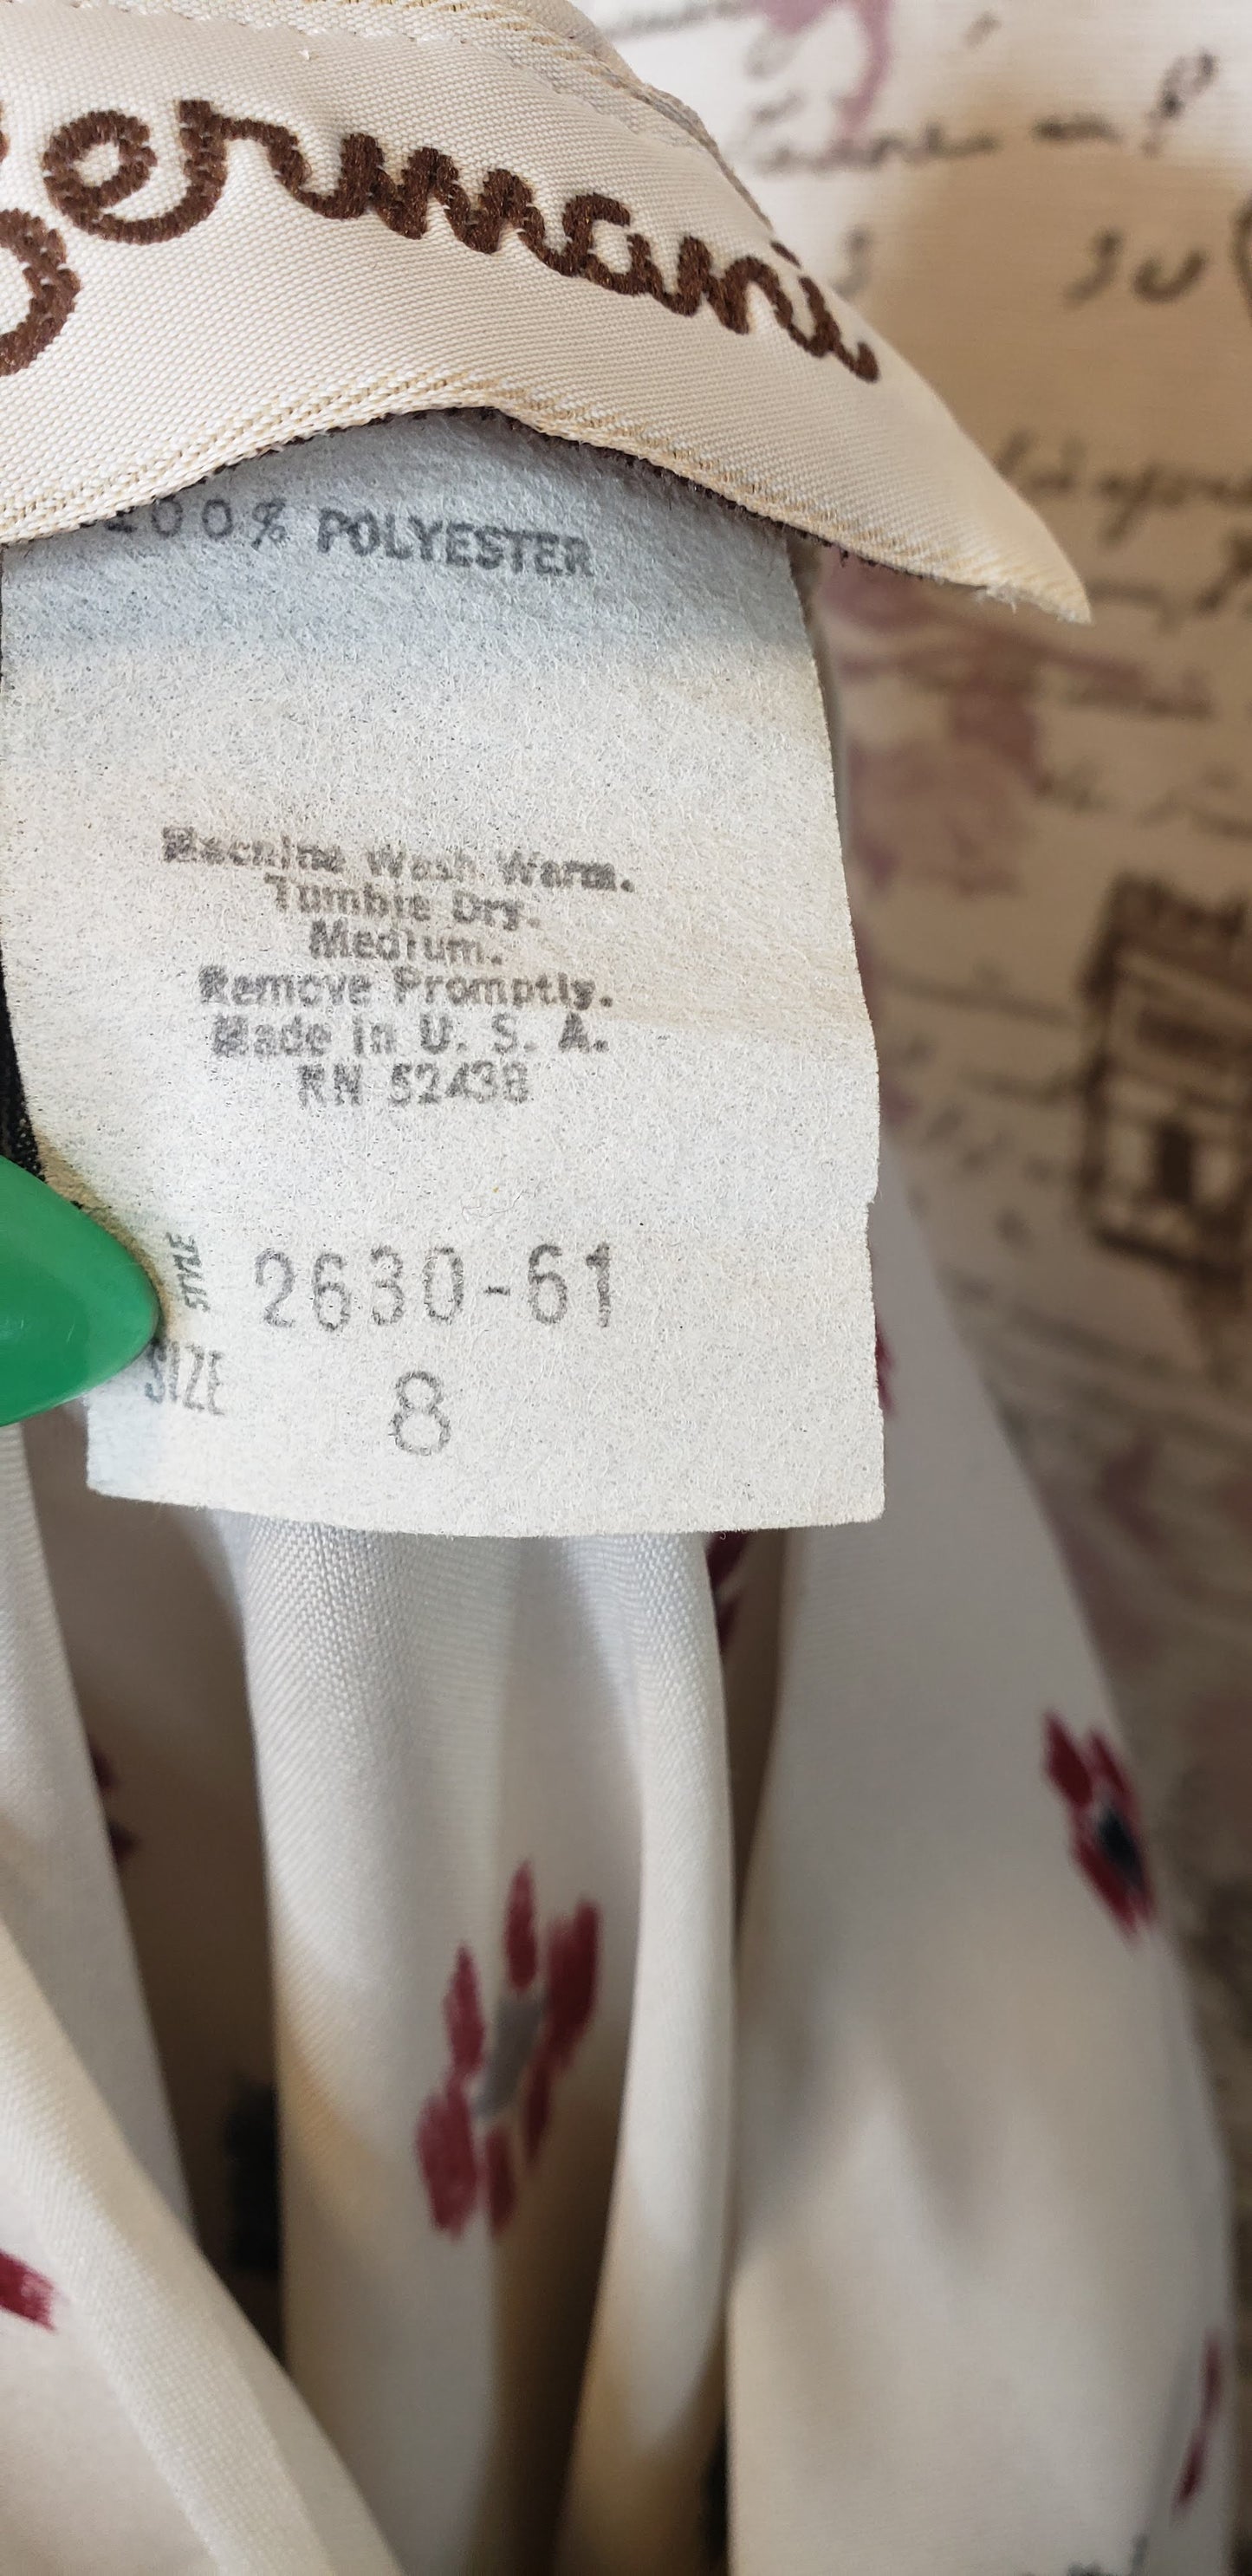 Germani
100% POLYESTER
Machine Wash Warm.
Tumble Dry.
Medium.
Remove Promptly.
Made in U. S. A.
RN 52438
STYLE 2630-61
SIZE 8